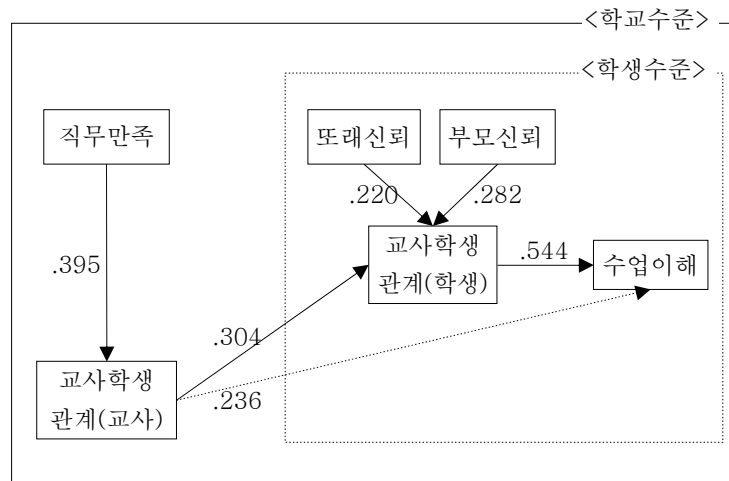 <학교수준>
<학생수준>
직무만족
또래신뢰
부모신뢰
.220
.282
교사학생
관계(학생)
.544
수업이해
.395
.304
교사학생
관계(교사)
.236